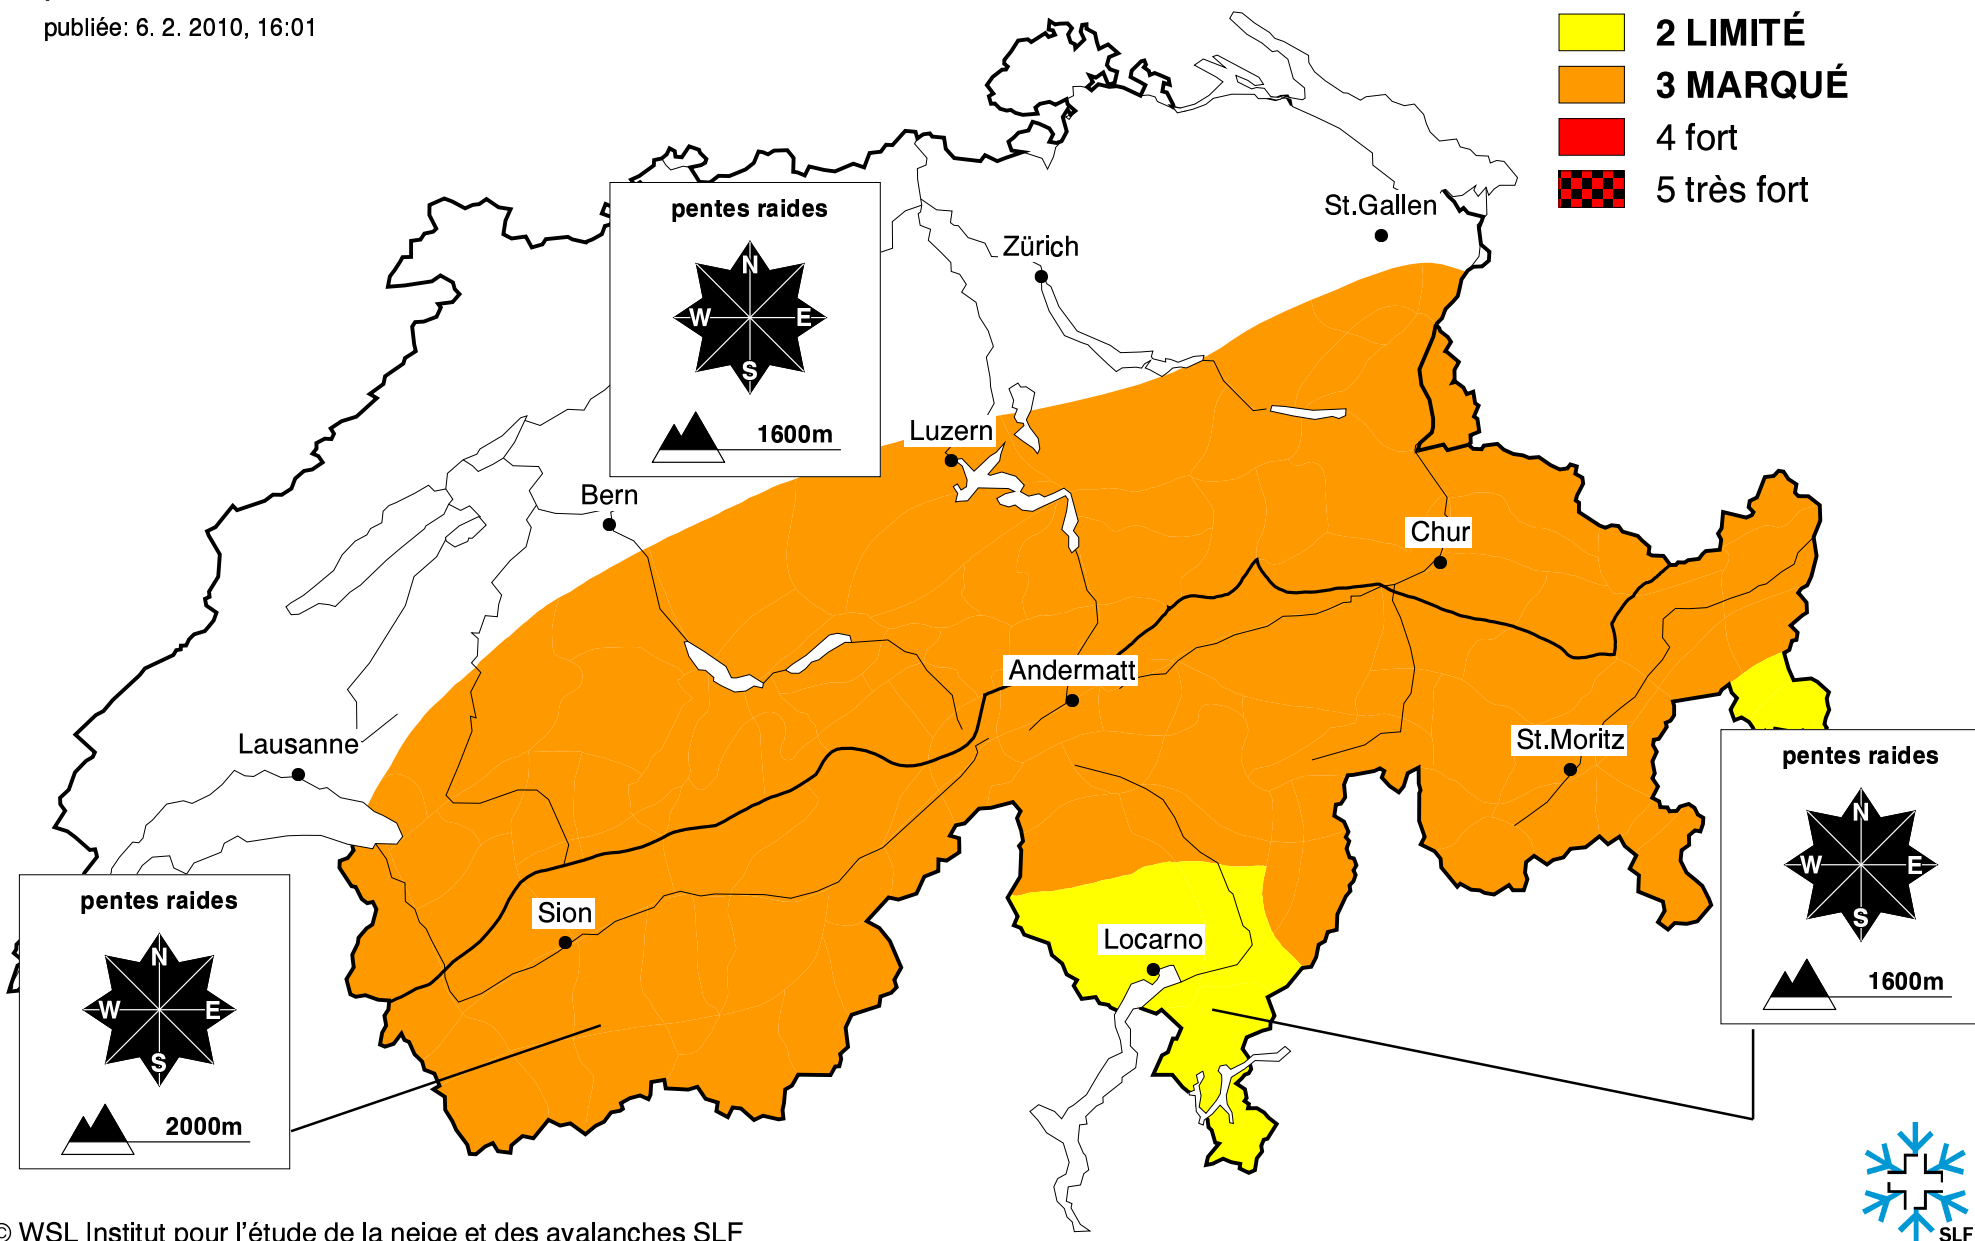 publiée: 6. 2. 2010, 16:01
2 LIMITÉ
3 MARQUÉ
4 fort
5 très fort
pentes raides
N
W E
S
1600m
St.Gallen
Zürich
Luzern
Bern
Chur
Andermatt
Lausanne
St.Moritz
pentes raides
N
W E
S
1600m
pentes raides
N
W E
S
2000m
Sion
Locarno
© WSL Institut pour l'étude de la neige et des avalanches SLF
SLF